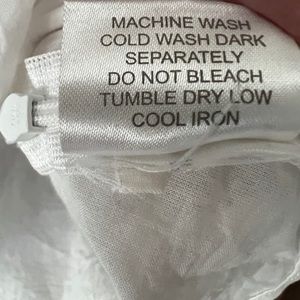 MACHINE WASH
COLD WASH DARK
SEPARATELY
DO NOT BLEACH
TUMBLE DRY LOW
COOL IRON